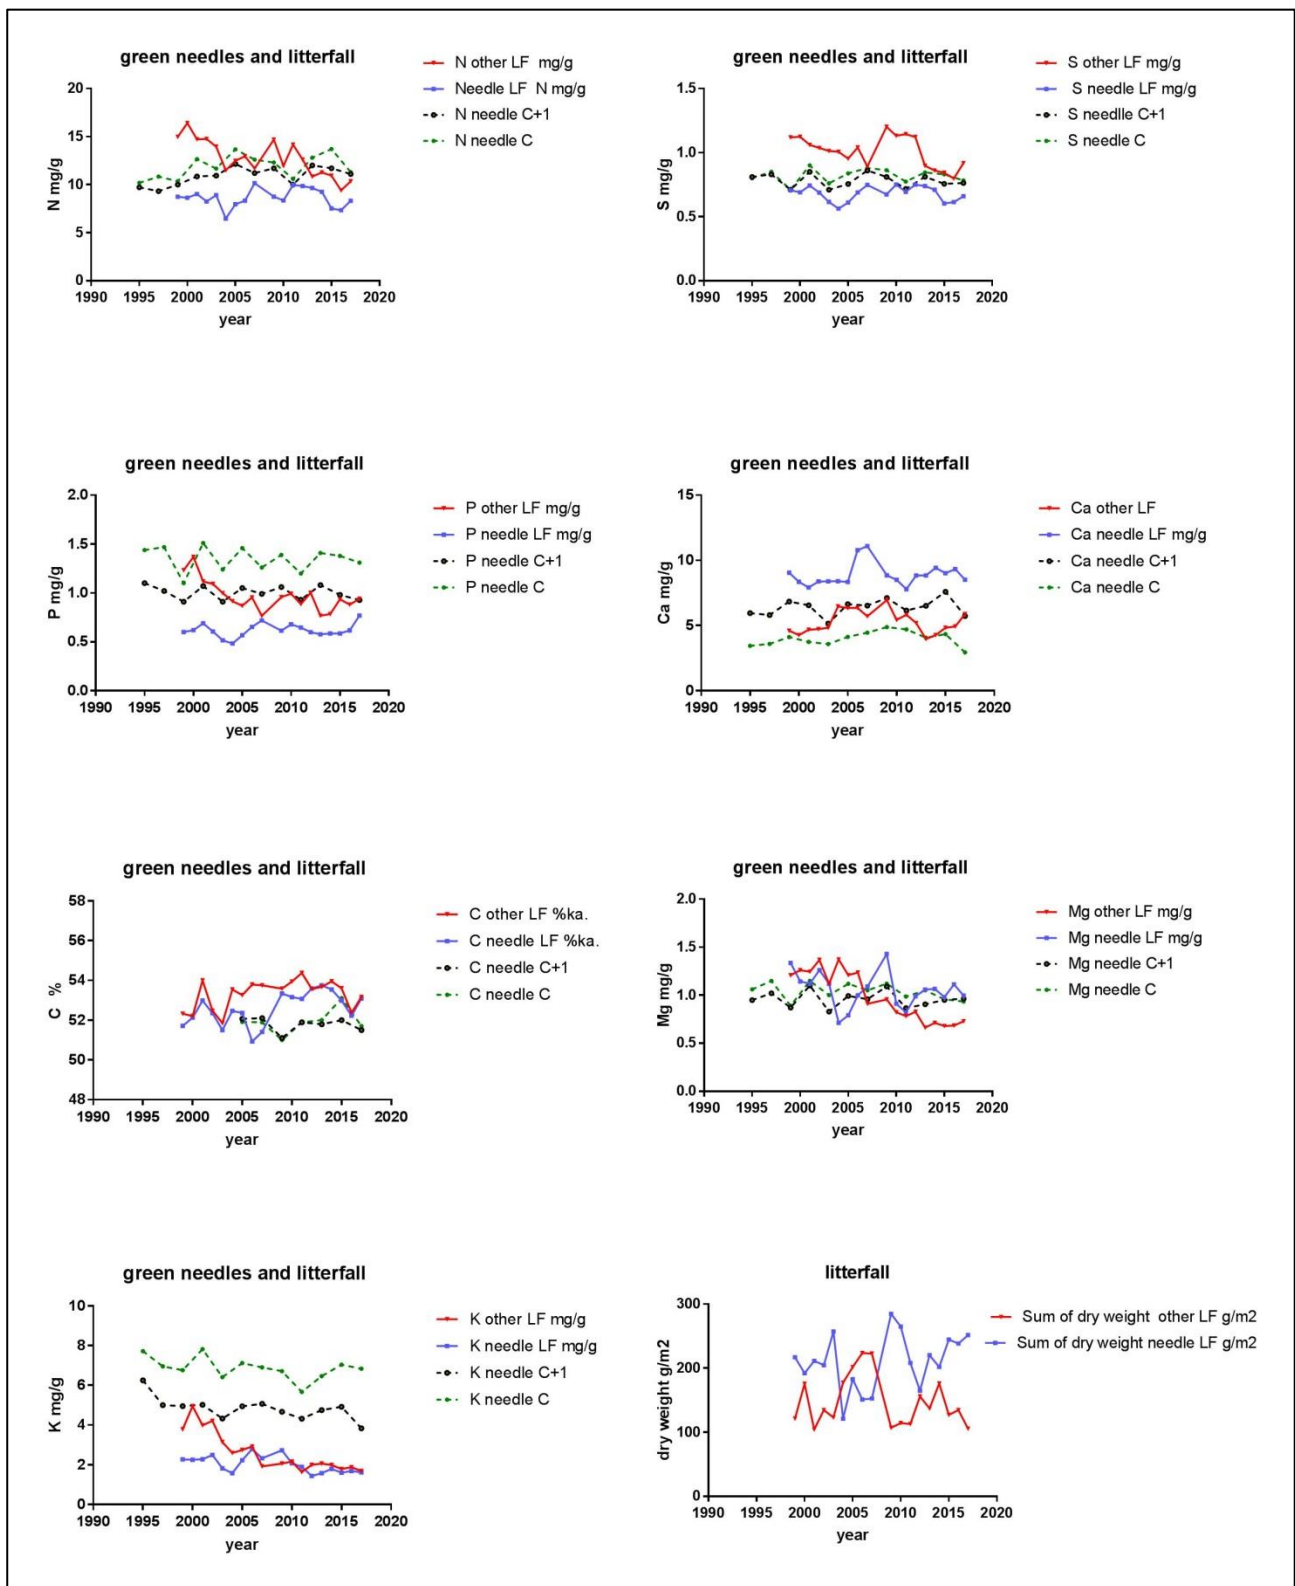 green needles and litterfall
N other LF mg/g
Needle LF N mg/g
N needle C+1
N needle C
20
15
10
5
0
N mg/g
1990 1995 2000 2005 2010 2015 2020
year
green needles and litterfall
S other LF mg/g
S needle LF mg/g
S needlle C+1
S needle C
1.5
1.0
0.5
0.0
S mg/g
1990 1995 2000 2005 2010 2015 2020
year
green needles and litterfall
P other LF mg/g
P needle LF mg/g
P needle C+1
P needle C
2.0
1.5
1.0
0.5
0.0
P mg/g
1990 1995 2000 2005 2010 2015 2020
year
green needles and litterfall
Ca other LF
Ca needle LF mg/g
Ca needle C+1
Ca needle C
15
10
5
0
Ca mg/g
1990 1995 2000 2005 2010 2015 2020
year
green needles and litterfall
C other LF %ka.
C needle LF %ka.
C needle C+1
C needle C
58
56
54
52
50
48
C %
1990 1995 2000 2005 2010 2015 2020
year
green needles and litterfall
Mg other LF mg/g
Mg needle LF mg/g
Mg needle C+1
Mg needle C
2.0
1.5
1.0
0.5
0.0
Mg mg/g
1990 1995 2000 2005 2010 2015 2020
year
green needles and litterfall
K other LF mg/g
K needle LF mg/g
K needle C+1
K needle C
10
8
6
4
2
0
K mg/g
1990 1995 2000 2005 2010 2015 2020
year
litterfall
Sum of dry weight other LF g/m2
Sum of dry weight needle LF g/m2
300
200
100
0
dry weight g/m2
1990 1995 2000 2005 2010 2015 2020
year